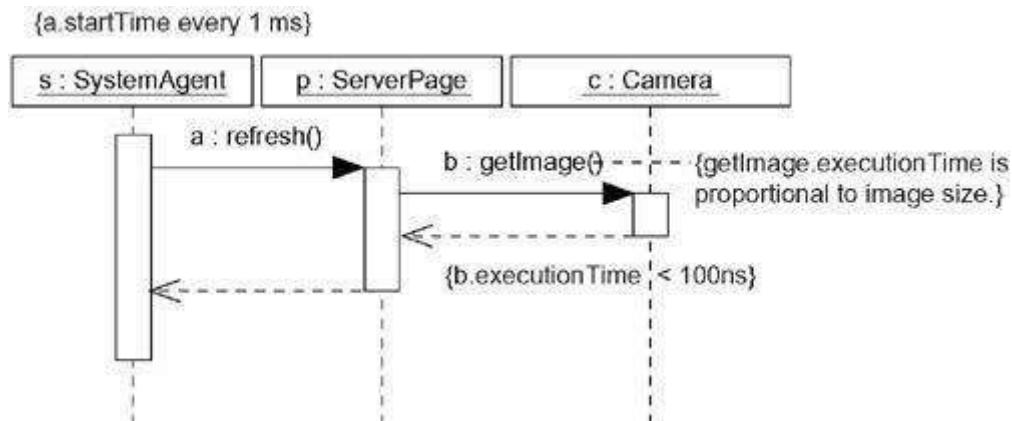 {a.startTime every 1 ms}
s : SystemAgent
p : ServerPage
c : Camera
a : refresh()
b : getImage()
{getImage.executionTime is
proportional to image size.}
{b.executionTime < 100ns}